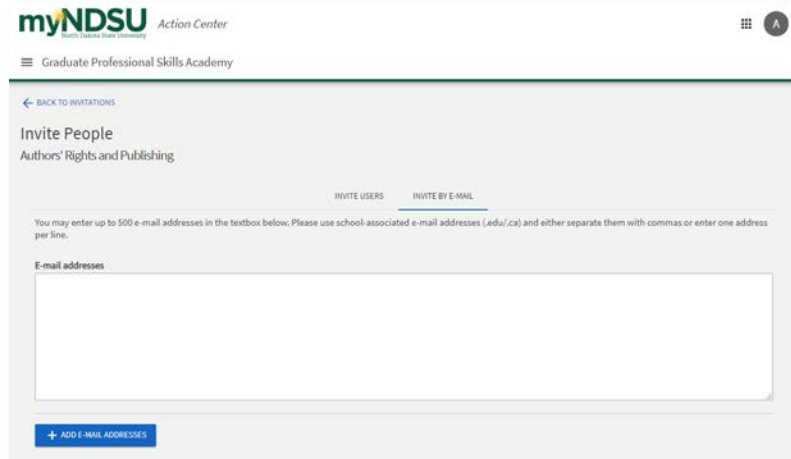 myNDSU Action Center
North Dakota State University
A
Graduate Professional Skills Academy
← BACK TO INVITATIONS
Invite People
Authors' Rights and Publishing
INVITE USERS INVITE BY E-MAIL
You may enter up to 500 e-mail addresses in the textbox below. Please use school-associated e-mail addresses (.edu/.ca) and either separate them with commas or enter one address
per line.
E-mail addresses
+ ADD E-MAIL ADDRESSES